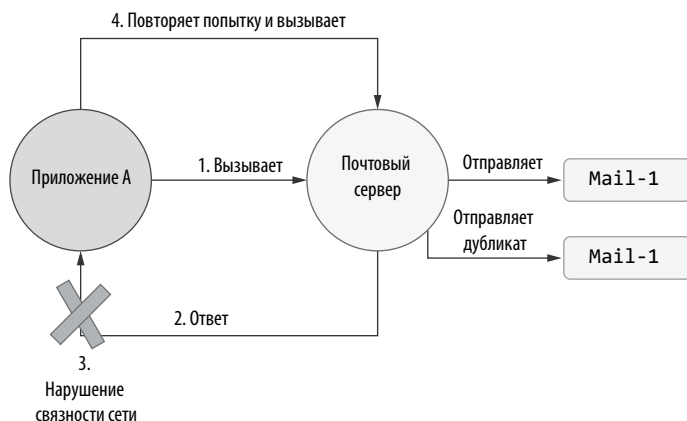 4. Повторяет попытку и вызывает
Приложение А
1. Вызывает
Почтовый
сервер
Отправляет
Mail-1
Отправляет
дубликат
Mail-1
2. Ответ
3.
Нарушение
связности сети